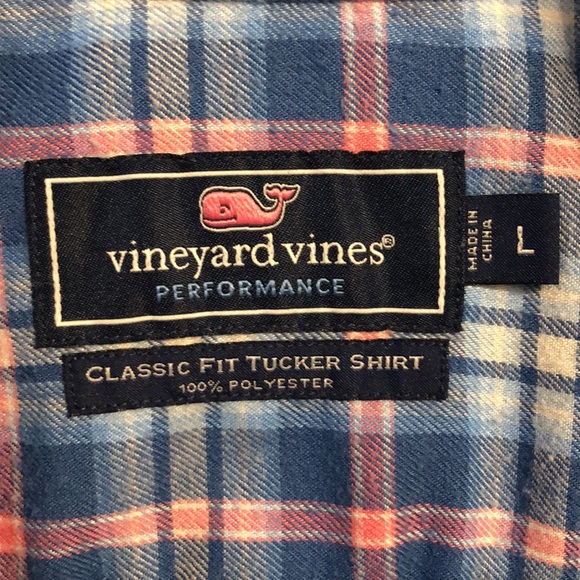 vineyard vines®
PERFORMANCE
CLASSIC FIT TUCKER SHIRT
100% POLYESTER
MADE IN
CHINA
L